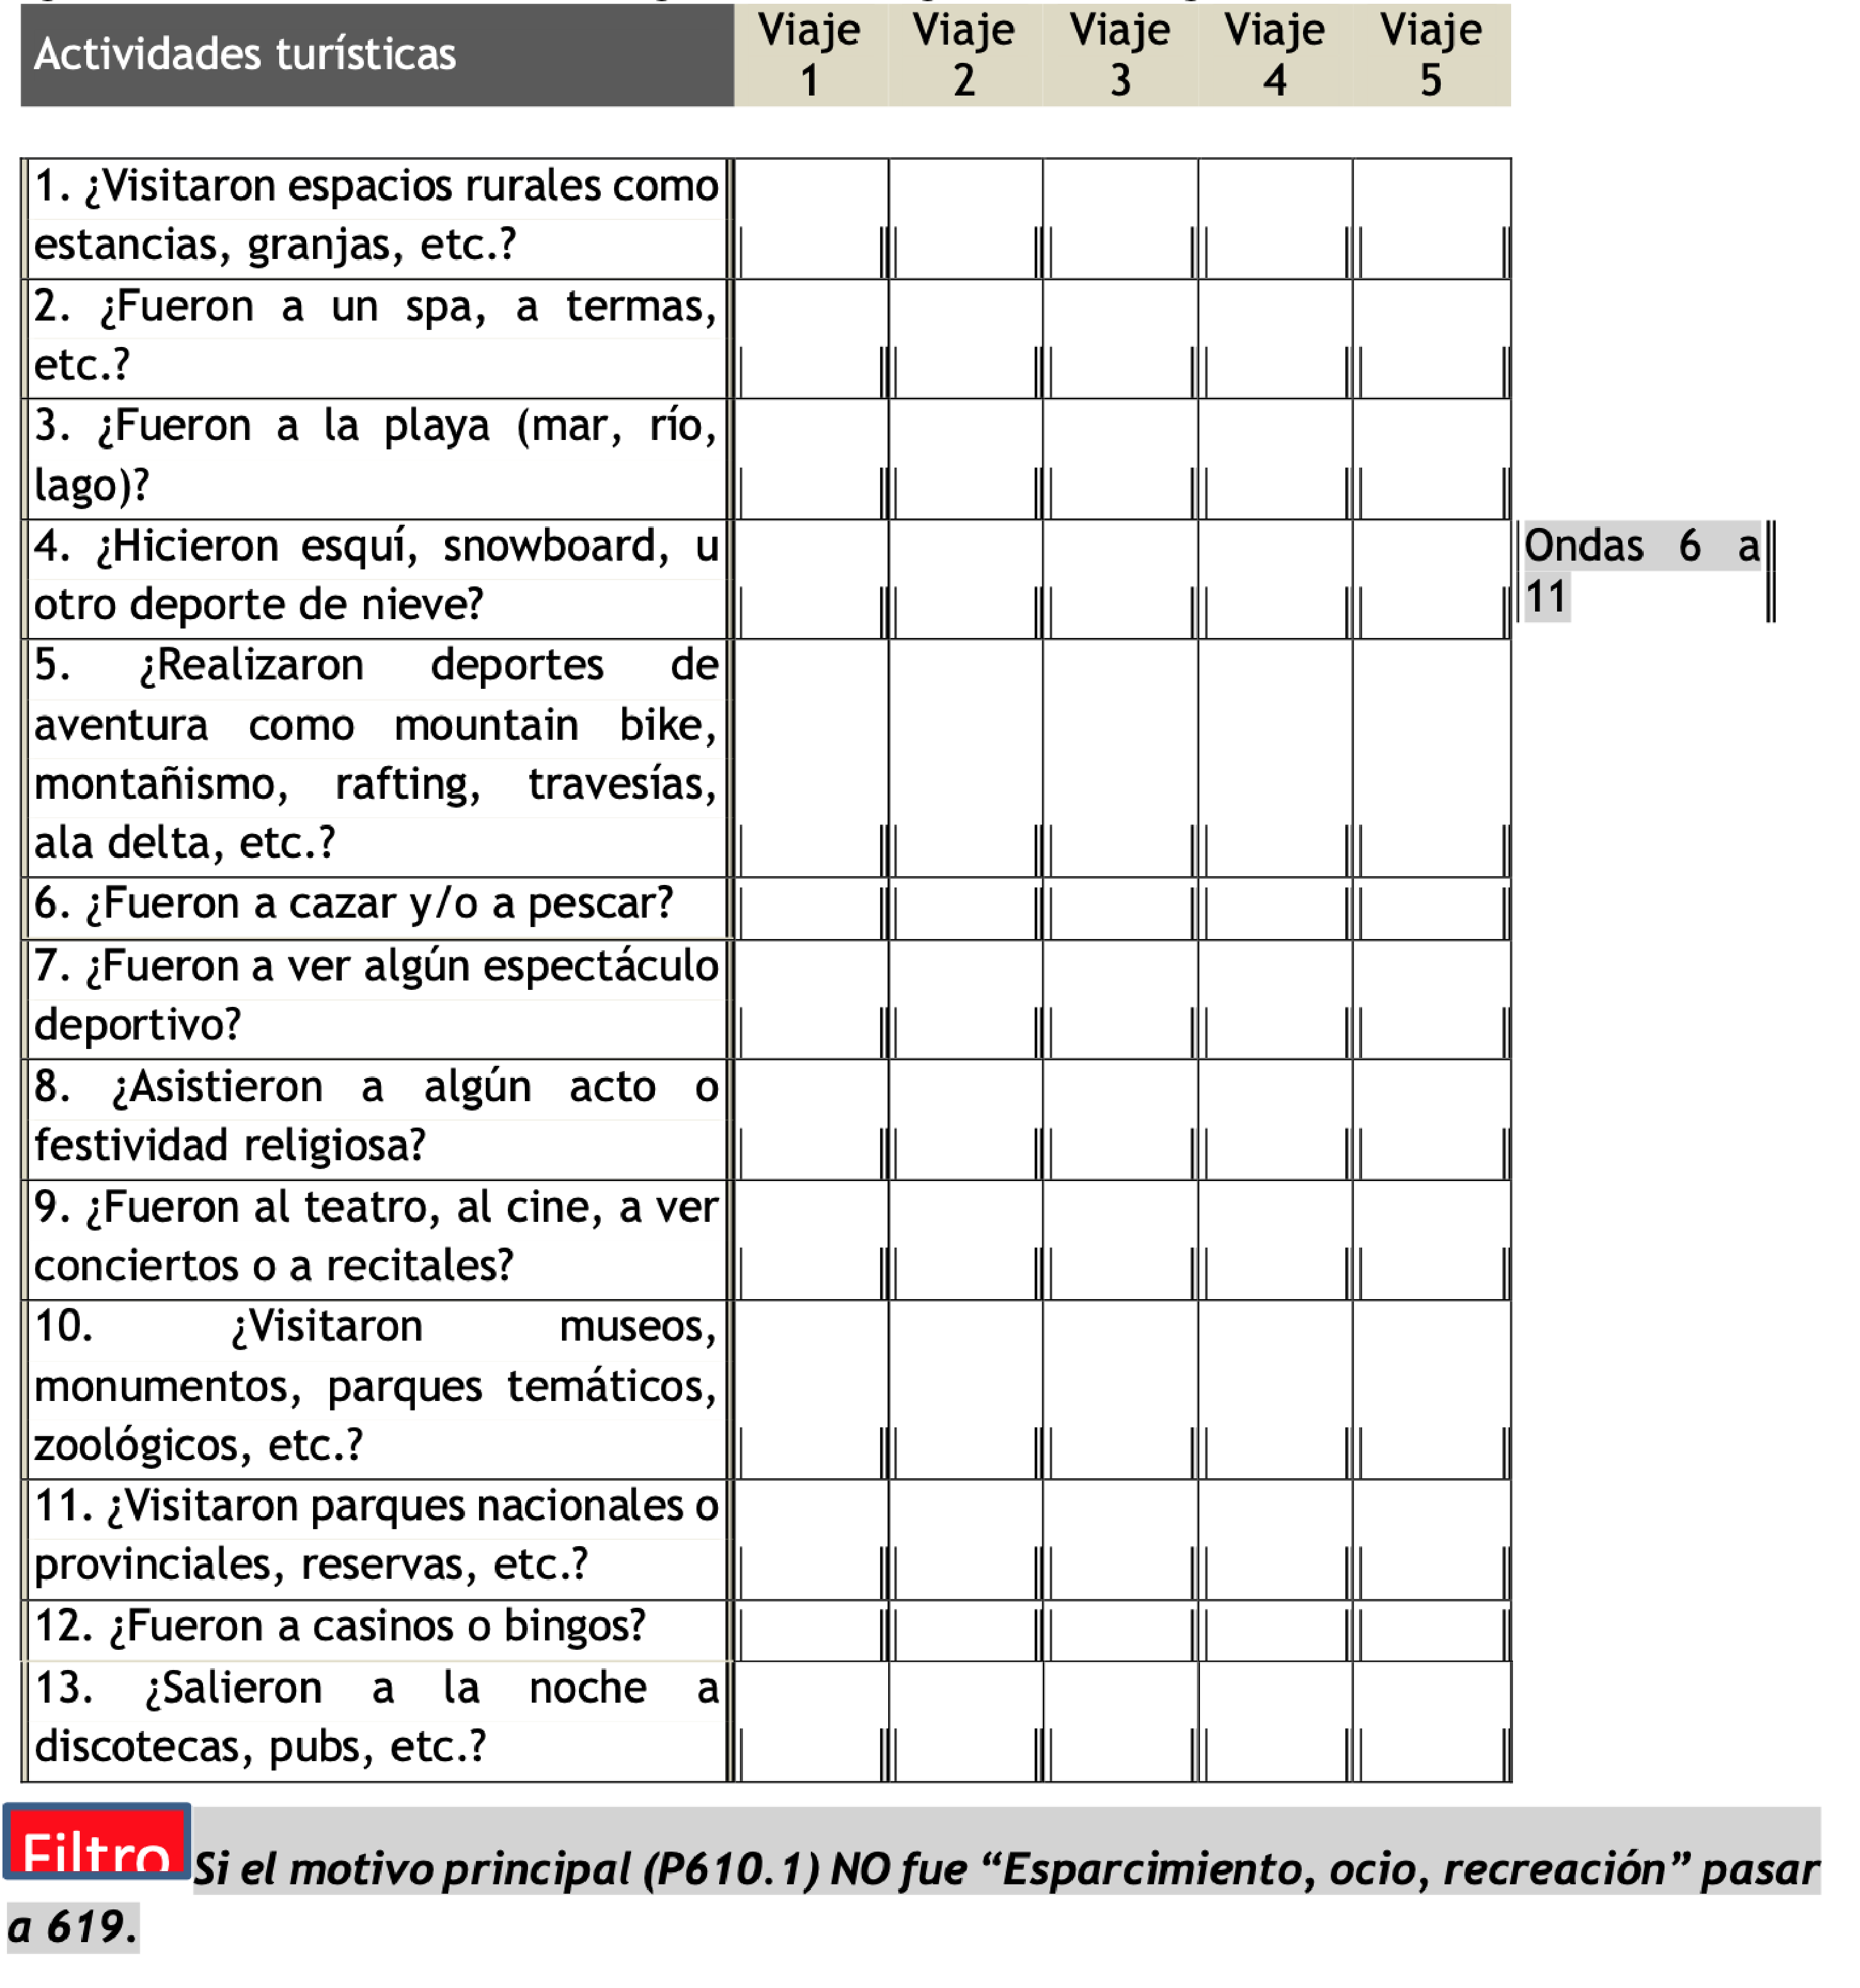 Actividades turísticas
Viaje 1
Viaje 2
Viaje 3
Viaje 4
Viaje 5
1. ¿Visitaron espacios rurales como
estancias, granjas, etc.?
2. ¿Fueron a un spa, a termas,
etc.?
3. ¿Fueron a la playa (mar, río,
lago)?
4. ¿Hicieron esquí, snowboard, u
otro deporte de nieve?
Ondas 6 a
11
5. ¿Realizaron deportes de
aventura como mountain bike,
montañismo, rafting, travesías,
ala delta, etc.?
6. ¿Fueron a cazar y/o a pescar?
7. ¿Fueron a ver algún espectáculo
deportivo?
8. ¿Asistieron a algún acto o
festividad religiosa?
9. ¿Fueron al teatro, al cine, a ver
conciertos o a recitales?
10. ¿Visitaron museos,
monumentos, parques temáticos,
zoológicos, etc.?
11. ¿Visitaron parques nacionales o
provinciales, reservas, etc.?
12. ¿Fueron a casinos o bingos?
13. ¿Salieron a la noche a
discotecas, pubs, etc.?
Filtro Si el motivo principal (P610.1) NO fue “Esparcimiento, ocio, recreación” pasar
a 619.